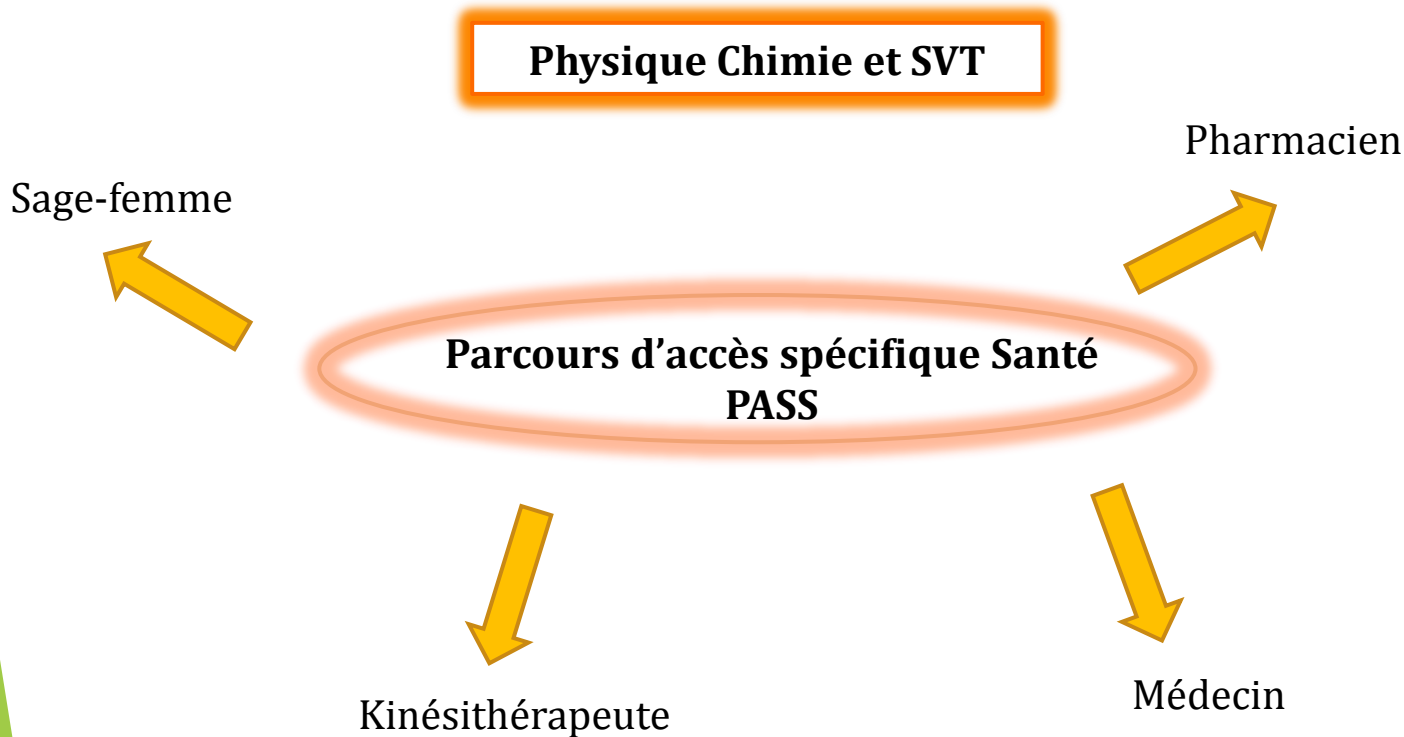 Physique Chimie et SVT
Pharmacien
Sage-femme
Parcours d’accès spécifique Santé
PASS
Kinésithérapeute
Médecin